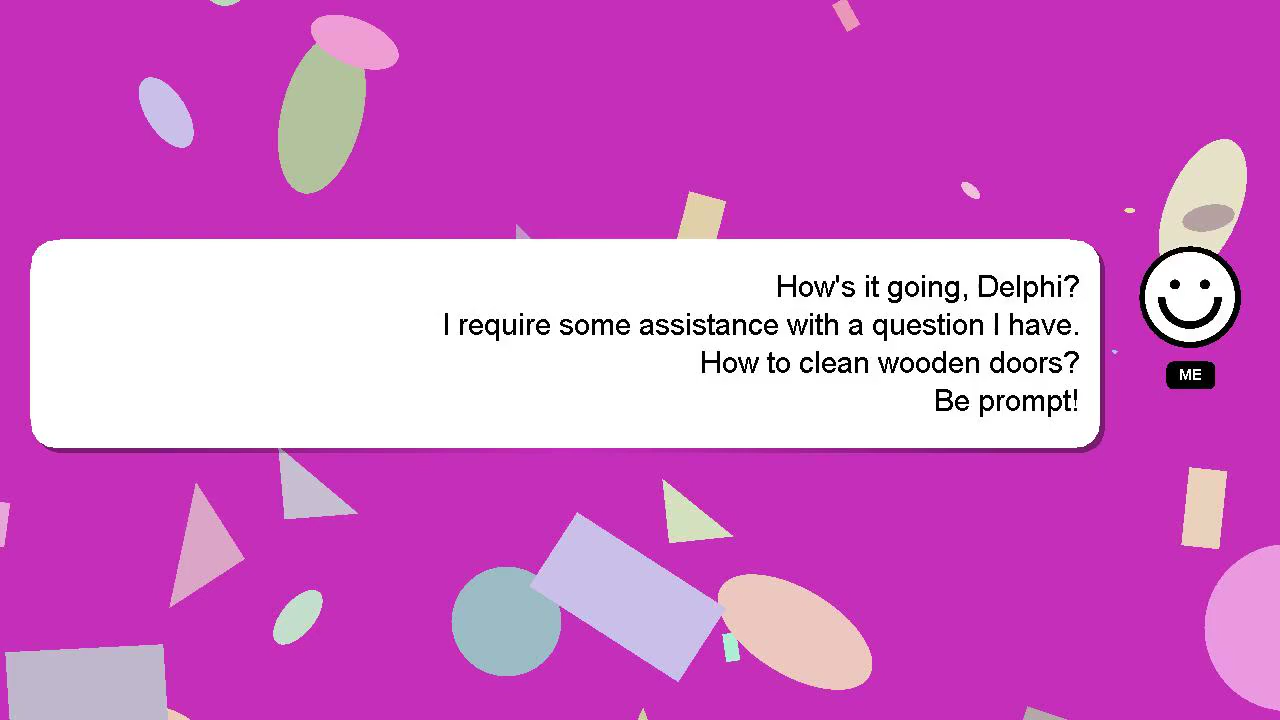 How's it going, Delphi?
I require some assistance with a question I have.
How to clean wooden doors?
Be prompt!
ME